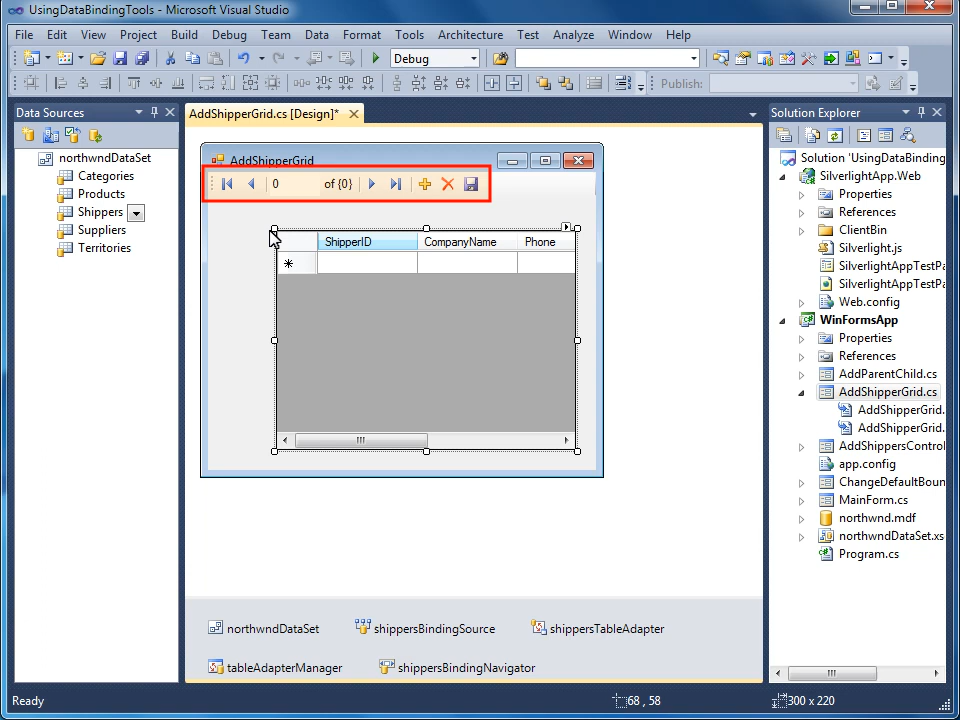 UsingDataBindingTools - Microsoft Visual Studio
File Edit View Project Build Debug Team Data Format Tools Architecture Test Analyze Window Help
Debug
Publish:
Data Sources
northwndDataSet
Categories
Products
Shippers
Suppliers
Territories
AddShipperGrid.cs [Design]*
AddShipperGrid
0 of {0}
ShipperID CompanyName Phone
northwndDataSet shippersBindingSource shippersTableAdapter
tableAdapterManager shippersBindingNavigator
Solution Explorer
Solution 'UsingDataBinding
SilverlightApp.Web
Properties
References
ClientBin
Silverlight.js
SilverlightAppTestPa
SilverlightAppTestPa
Web.config
WinFormsApp
Properties
References
AddParentChild.cs
AddShipperGrid.cs
AddShipperGrid.
AddShipperGrid.
AddShippersControl
app.config
ChangeDefaultBoun
MainForm.cs
northwnd.mdf
northwndDataSet.xs
Program.cs
Ready 68 , 58 300 x 220